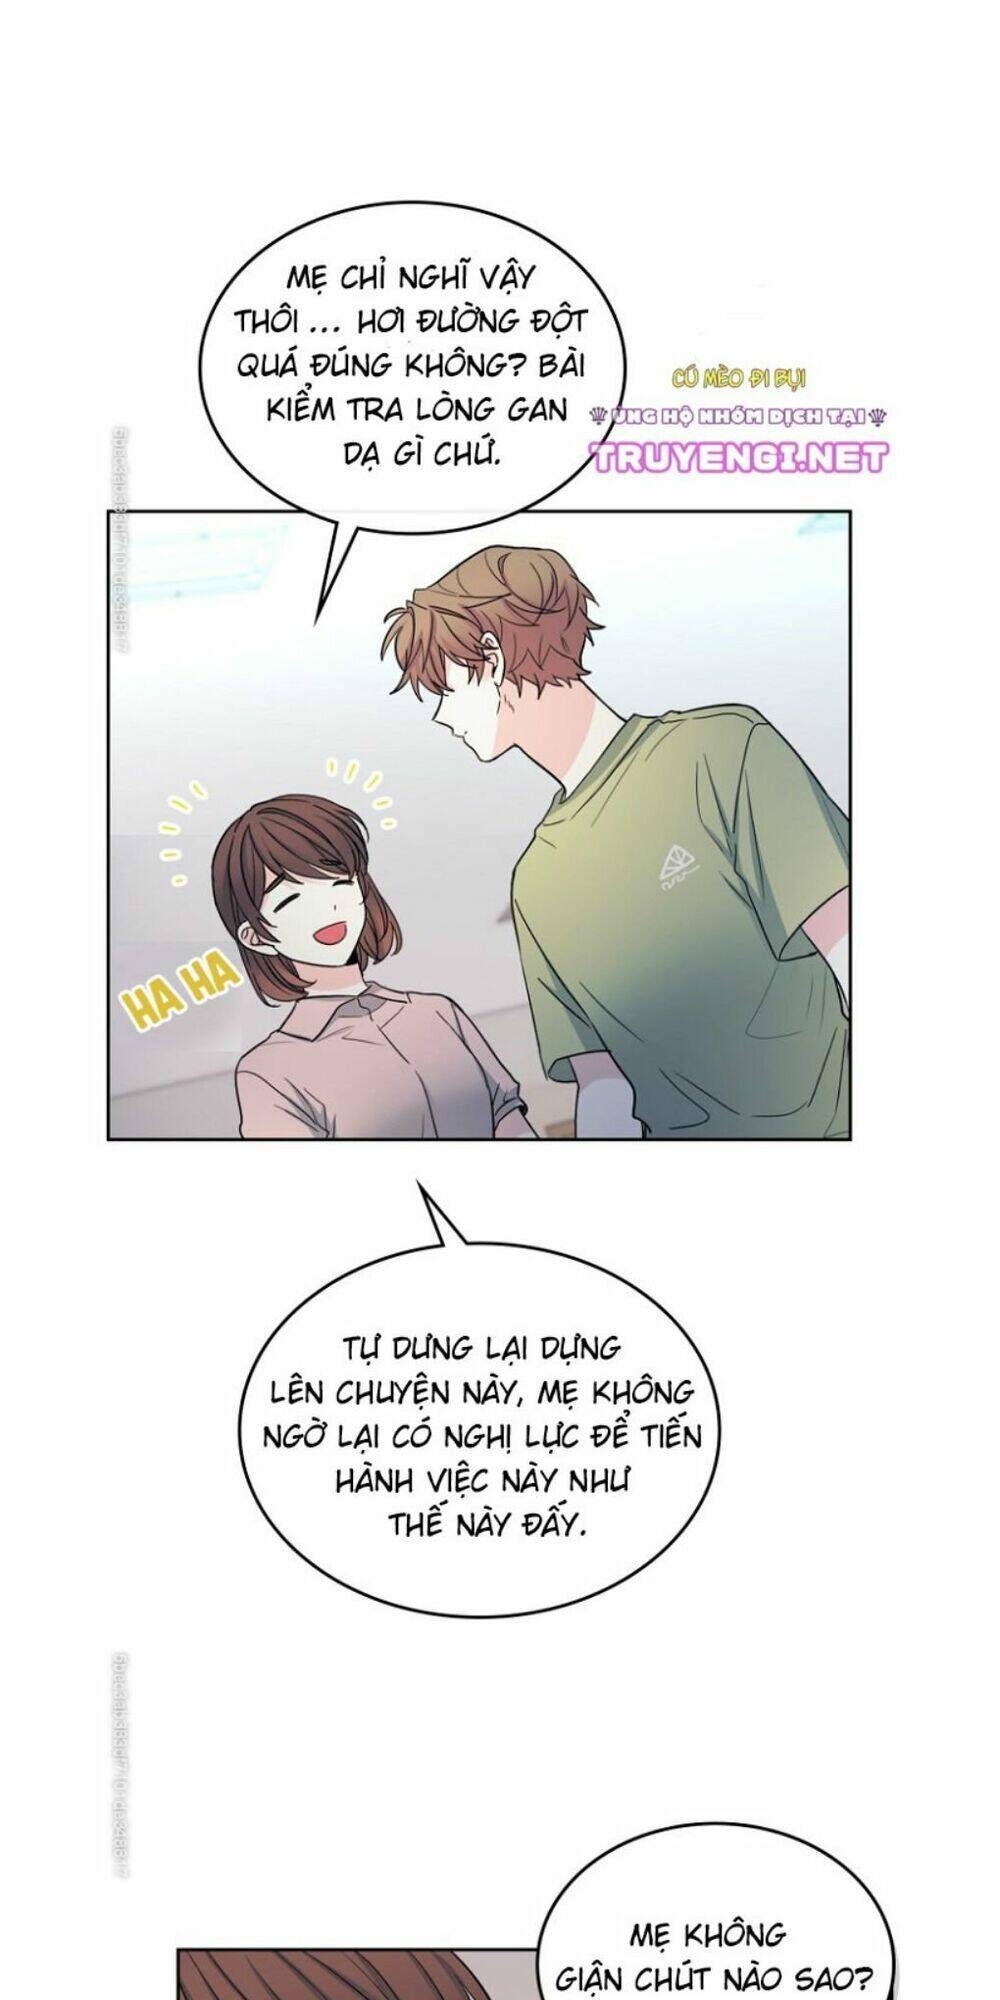 MẸ CHỈ NGHĨ VẬY
THÔI... HƠI ĐƯỜNG ĐỘT
QUÁ ĐÚNG KHÔNG? BÀI
KIỂM TRA LÒNG GAN
DẠ GÌ CHỨ.
CÚ MÈO ĐI BỤI
ỦNG HỘ NHÓM DỊCH TẠI
TRUYENGI.NET
HA HA
TỰ DƯNG LẠI DỰNG
LÊN CHUYỆN NÀY, MẸ KHÔNG
NGỜ LẠI CÓ NGHỊ LỰC ĐỂ TIẾN
HÀNH VIỆC NÀY NHƯ
THẾ NÀY ĐẤY.
MẸ KHÔNG
GIẬN CHÚT NÀO SAO?